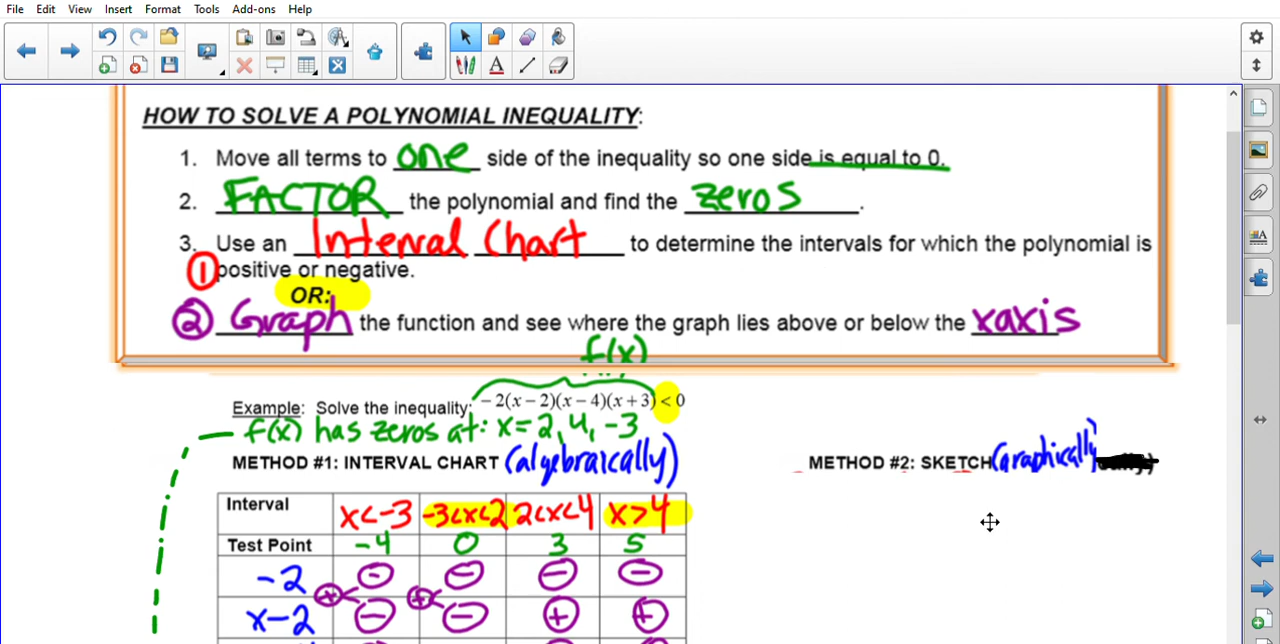 File Edit View Insert Format Tools Add-ons Help
HOW TO SOLVE A POLYNOMIAL INEQUALITY:
1. Move all terms to one side of the inequality so one side is equal to 0.
2. FACTOR the polynomial and find the zeros.
3. Use an Interval Chart to determine the intervals for which the polynomial is
① positive or negative.
OR:
② Graph the function and see where the graph lies above or below the xaxis
f(x)
Example: Solve the inequality: −2(x−2)(x−4)(x+3) < 0
f(x) has zeros at: x=2, 4, -3
METHOD #1: INTERVAL CHART (algebraically)
METHOD #2: SKETCH (Graphically)
Interval x<-3 -3<x<2 2<x<4 x>4
Test Point -4 0 3 5
-2 - - - -
+ +
x-2 - - + +